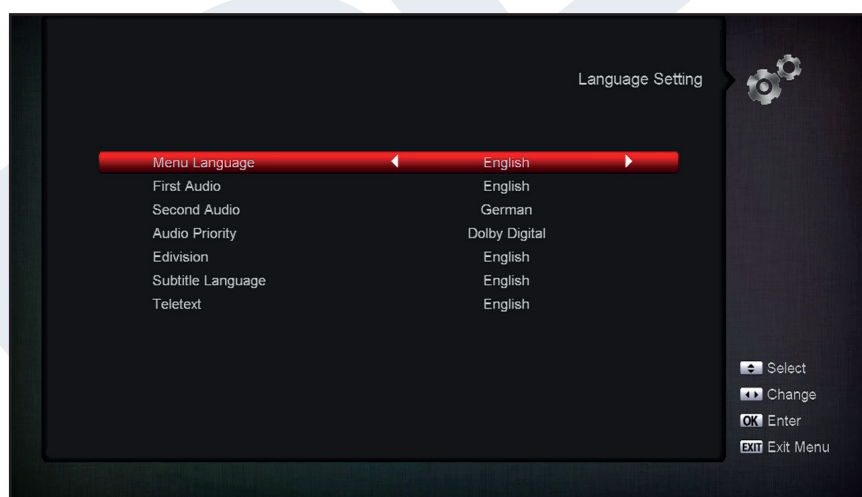 Language Setting
Menu Language English
First Audio English
Second Audio German
Audio Priority Dolby Digital
Edivision English
Subtitle Language English
Teletext English
Select
Change
OK Enter
EXIT Exit Menu